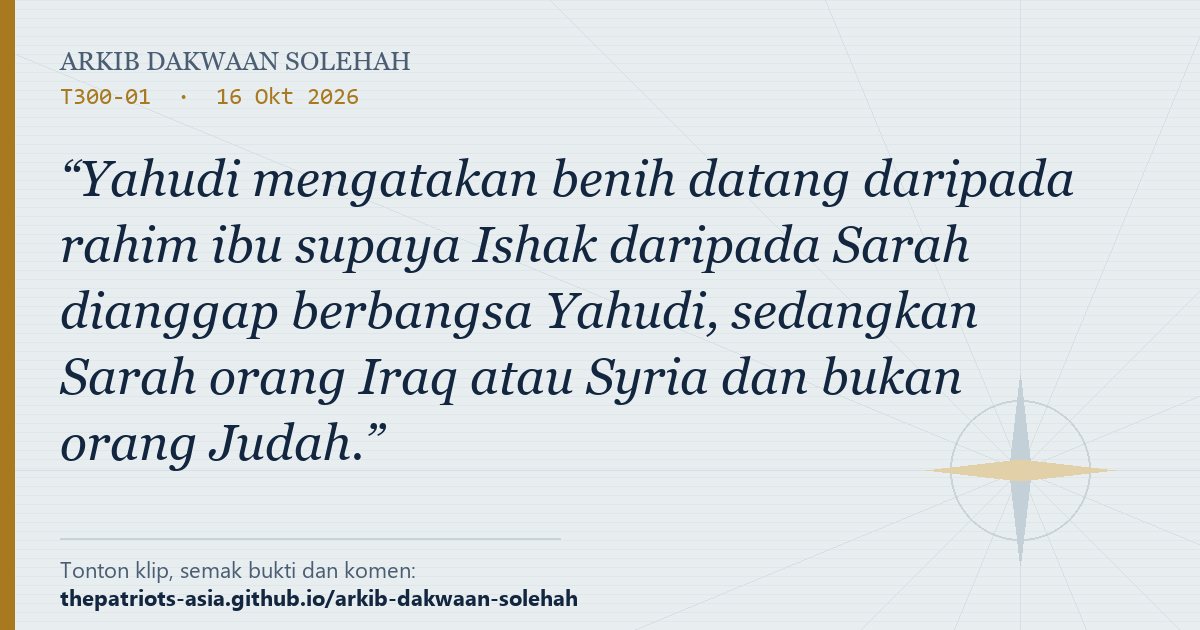 ARKIB DAKWAAN SOLEHAH
T300-01 · 16 Okt 2026
“Yahudi mengatakan benih datang daripada
rahim ibu supaya Ishak daripada Sarah
dianggap berbangsa Yahudi, sedangkan
Sarah orang Iraq atau Syria dan bukan
orang Judah.”
Tonton klip, semak bukti dan komen:
thepatriots-asia.github.io/arkib-dakwaan-solehah